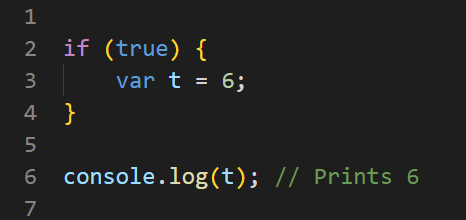 1
2 if (true) {
3     var t = 6;
4 }
5
6 console.log(t); // Prints 6
7